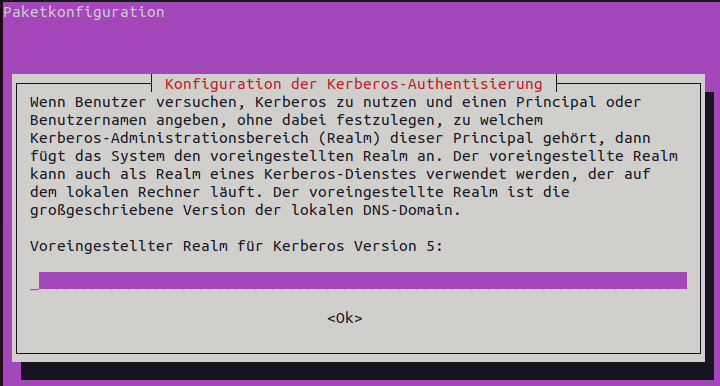 Paketkonfiguration
Konfiguration der Kerberos-Authentisierung
Wenn Benutzer versuchen, Kerberos zu nutzen und einen Principal oder
Benutzernamen angeben, ohne dabei festzulegen, zu welchem
Kerberos-Administrationsbereich (Realm) dieser Principal gehört, dann
fügt das System den voreingestellten Realm an. Der voreingestellte Realm
kann auch als Realm eines Kerberos-Dienstes verwendet werden, der auf
dem lokalen Rechner läuft. Der voreingestellte Realm ist die
großgeschriebene Version der lokalen DNS-Domain.
Voreingestellter Realm für Kerberos Version 5:
<Ok>